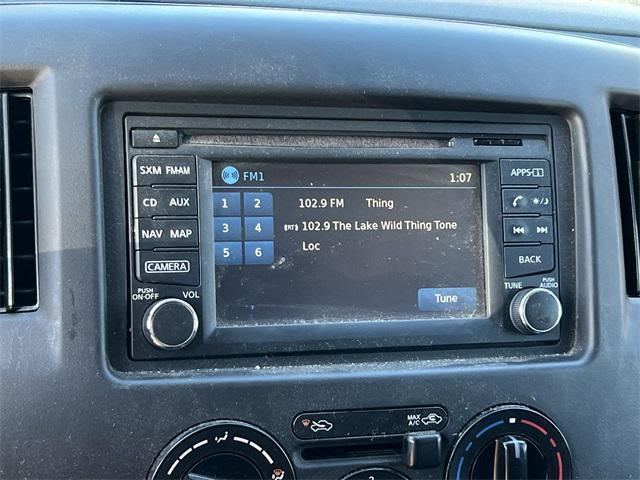 FM1 1:07
SXM FM·AM
CD AUX
NAV MAP
CAMERA
PUSH ON·OFF VOL
1 2
3 4
5 6
102.9 FM Thing
RT 102.9 The Lake Wild Thing Tone
Loc
Tune
APPS
BACK
TUNE PUSH AUDIO
MAX A/C